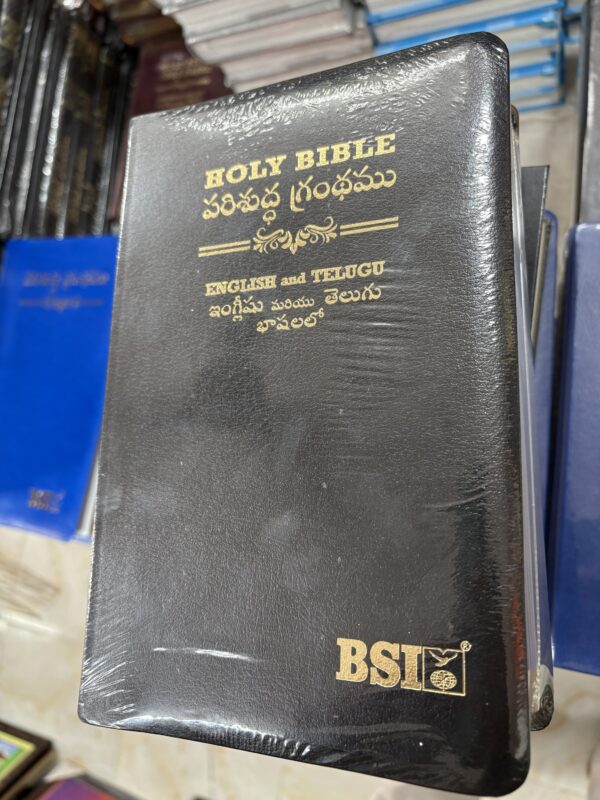 HOLY BIBLE
పరిశుద్ధ గ్రంథము
ENGLISH and TELUGU
ఇంగ్లీషు మరియు తెలుగు
భాషలలో
BSI®